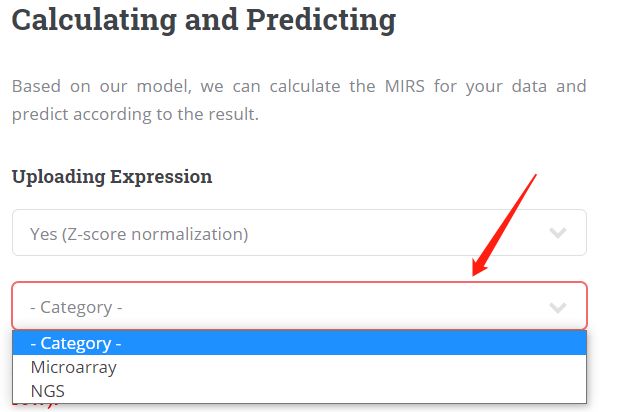 Calculating and Predicting
Based on our model, we can calculate the MIRS for your data and
predict according to the result.
Uploading Expression
Yes (Z-score normalization)
- Category -
- Category -
Microarray
NGS